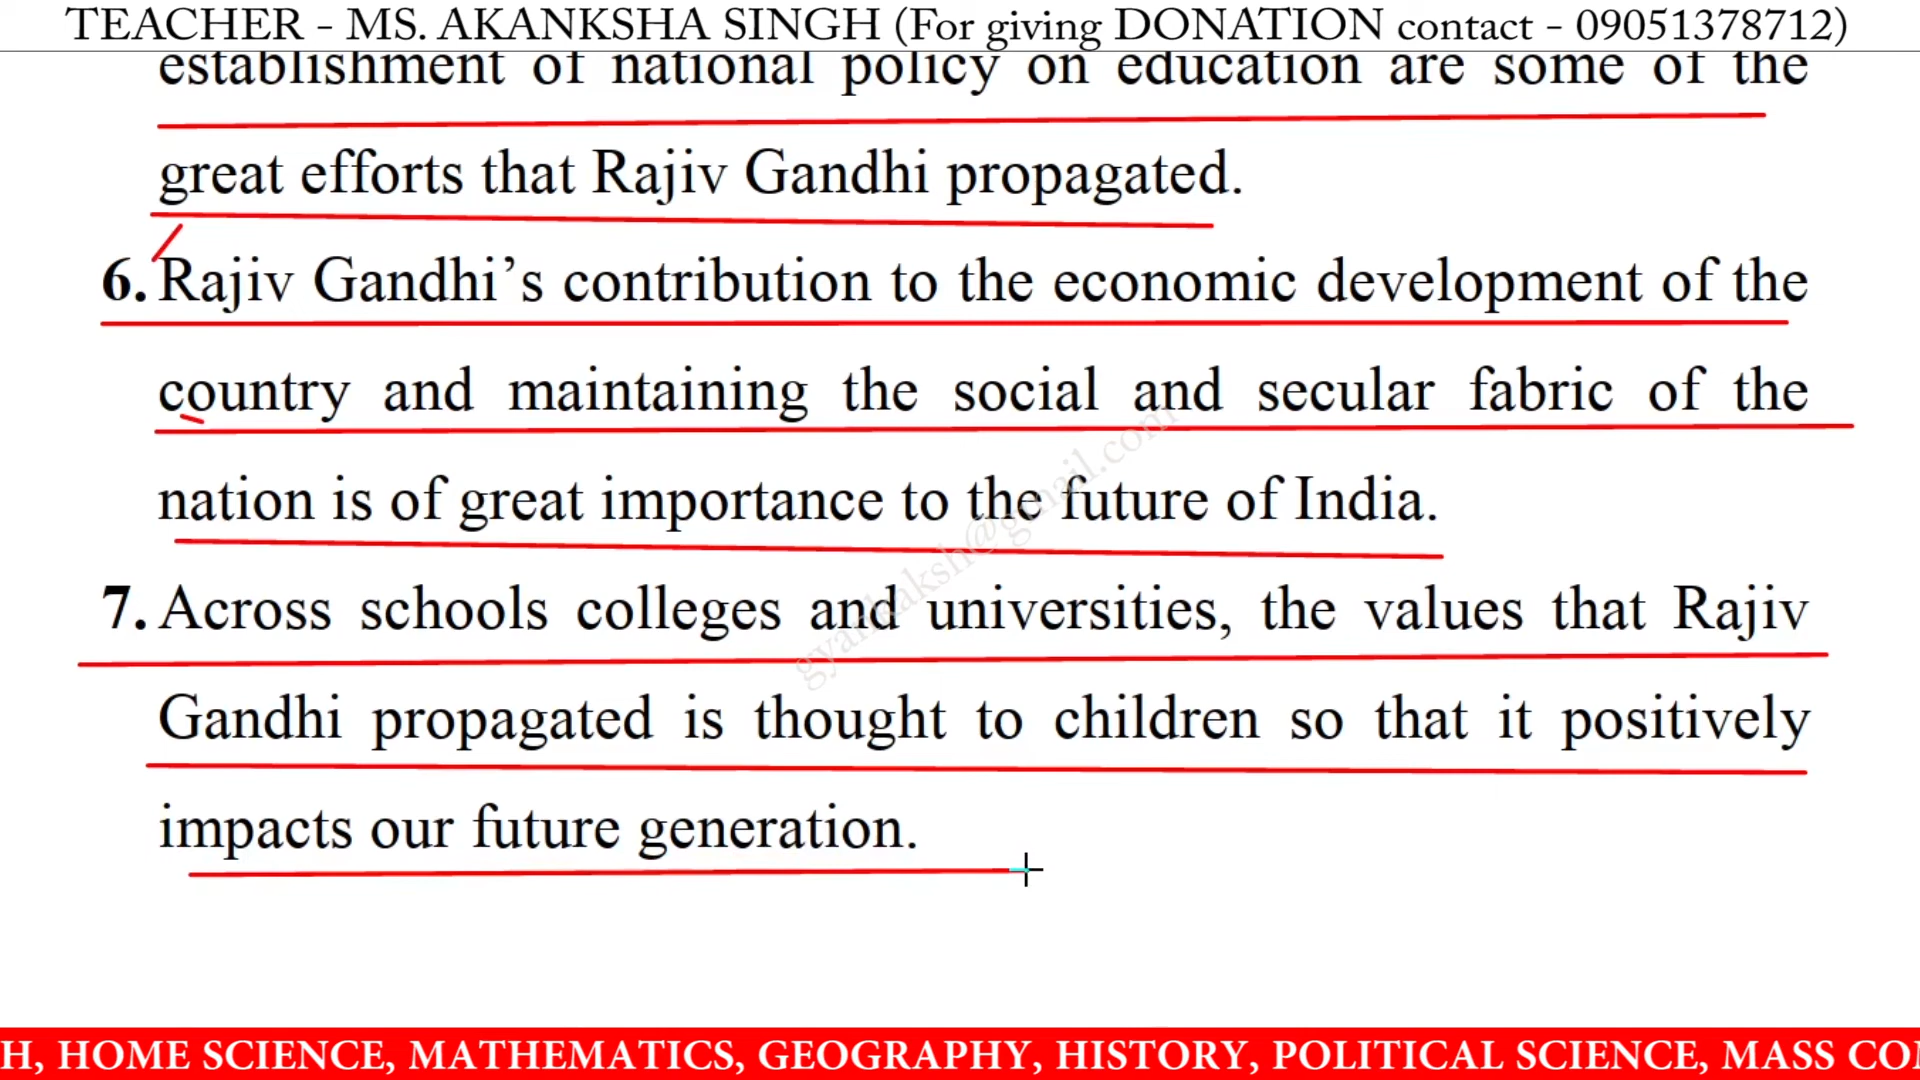 TEACHER - MS. AKANKSHA SINGH (For giving DONATION contact - 09051378712)
establishment of national policy on education are some of the
great efforts that Rajiv Gandhi propagated.
6. Rajiv Gandhi’s contribution to the economic development of the
country and maintaining the social and secular fabric of the
nation is of great importance to the future of India.
7. Across schools colleges and universities, the values that Rajiv
Gandhi propagated is thought to children so that it positively
impacts our future generation.
H, HOME SCIENCE, MATHEMATICS, GEOGRAPHY, HISTORY, POLITICAL SCIENCE, MASS CO